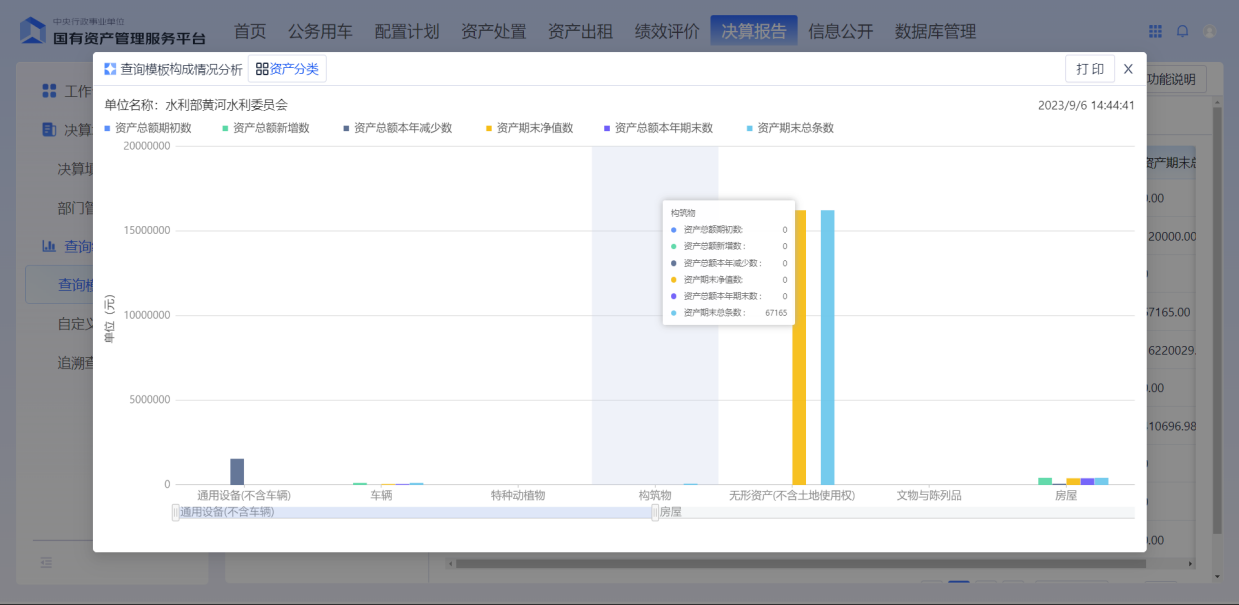 中央行政事业单位
国有资产管理服务平台
首页 公务用车 配置计划 资产处置 资产出租 绩效评价 决算报告 信息公开 数据库管理
查询模板构成情况分析 资产分类 打印 X
功能说明
工作
单位名称：水利部黄河水利委员会 2023/9/6 14:44:41
决算
资产总额期初数 资产总额新增数 资产总额本年减少数 资产期末净值数 资产总额本年期末数 资产期末总条数
20000000
15000000
10000000
5000000
0
单位（元）
决算填
部门管
查询
查询模
自定义
追溯查
构筑物
资产总额期初数: 0
资产总额新增数: 0
资产总额本年减少数: 0
资产期末净值数: 0
资产总额本年期末数: 0
资产期末总条数: 67165
通用设备(不含车辆) 车辆 特种动植物 构筑物 无形资产(不含土地使用权) 文物与陈列品 房屋
通用设备(不含车辆) 房屋
资产期末总
.00
20000.00
67165.00
6220029.
.00
10696.98
.00